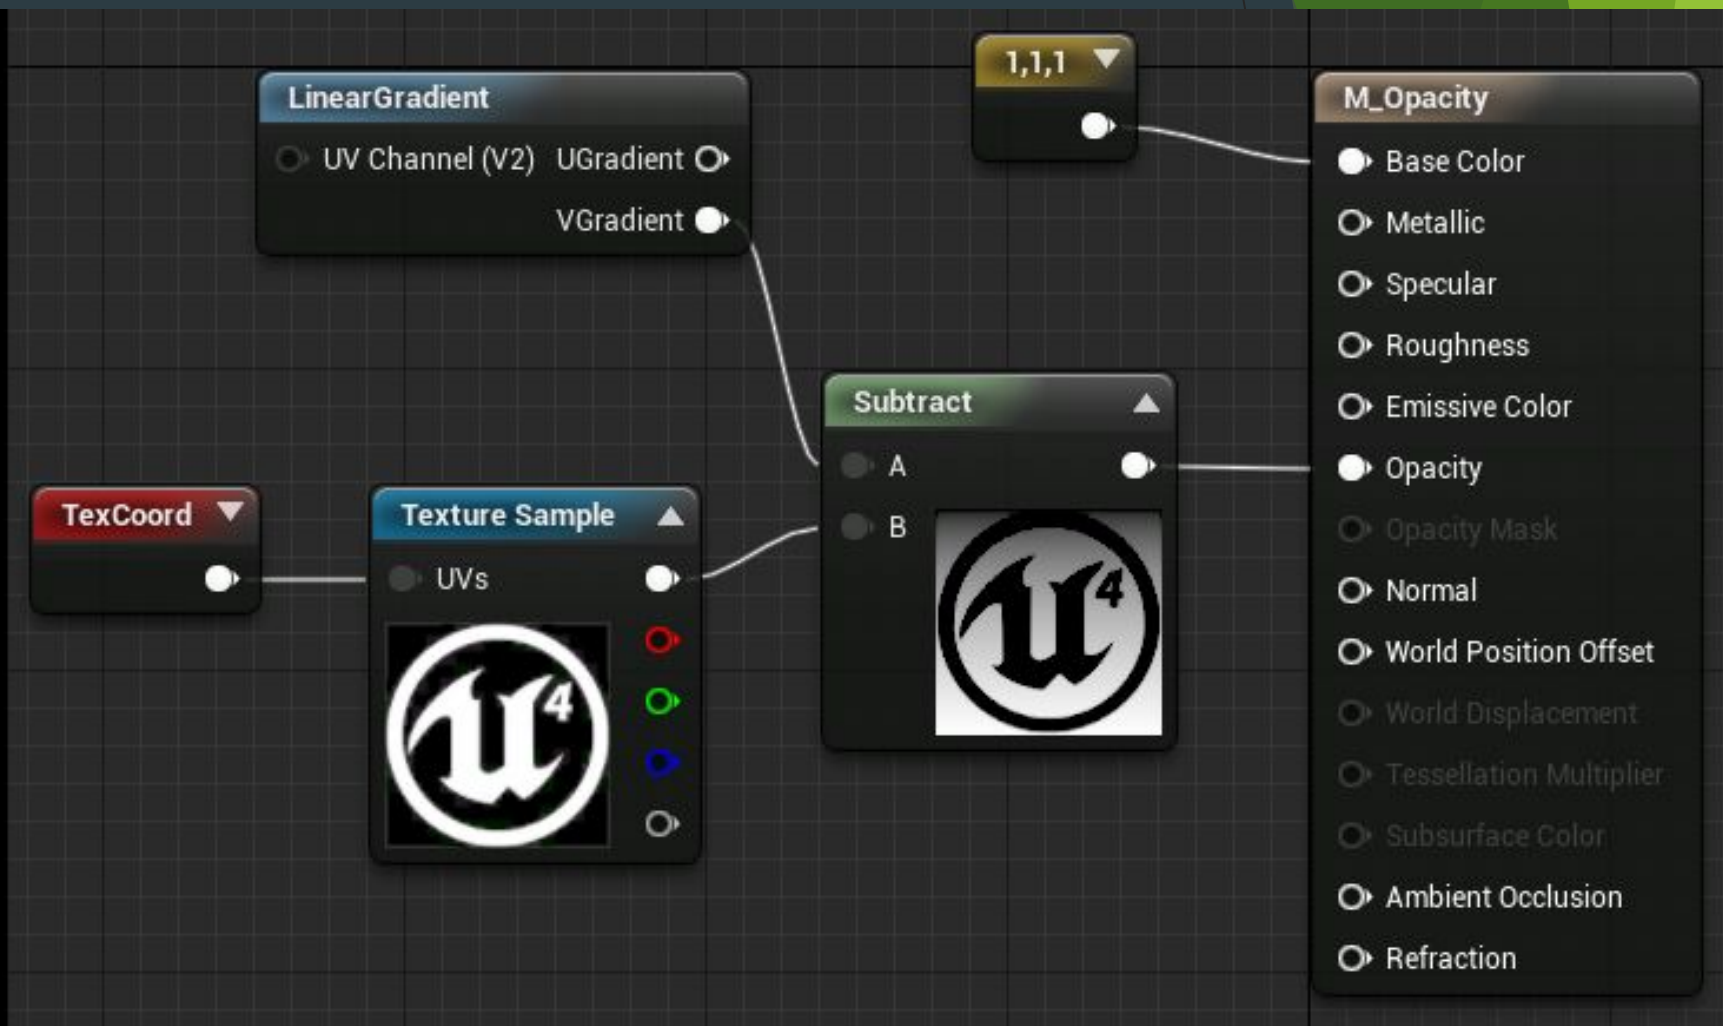 1,1,1
LinearGradient
UV Channel (V2) UGradient
VGradient
M_Opacity
Base Color
Metallic
Specular
Roughness
Emissive Color
Opacity
Opacity Mask
Normal
World Position Offset
World Displacement
Tessellation Multiplier
Subsurface Color
Ambient Occlusion
Refraction
Subtract
A
B
U 4
TexCoord
Texture Sample
UVs
U 4